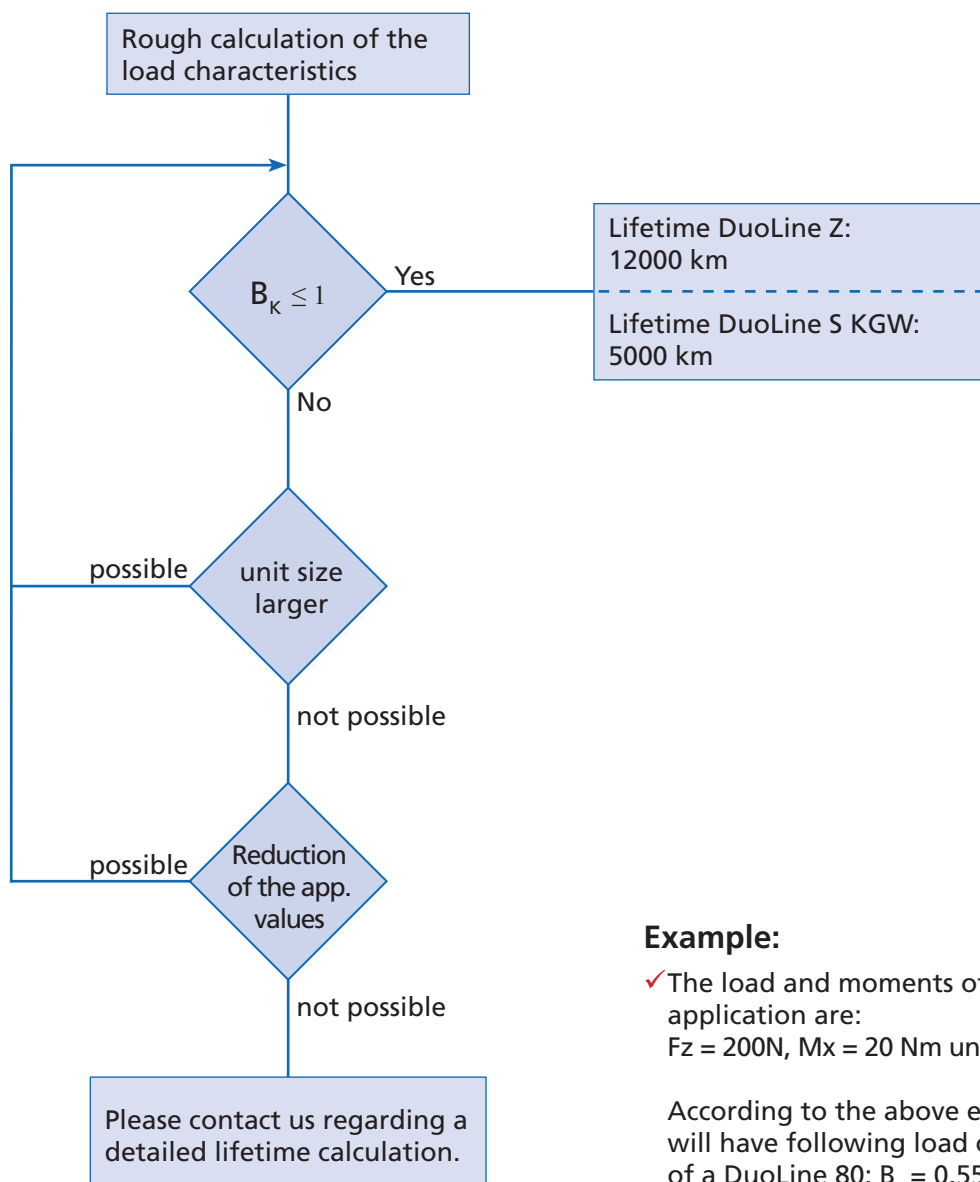 Rough calculation of the
load characteristics
B_K ≤ 1
Yes
Lifetime DuoLine Z:
12000 km
Lifetime DuoLine S KGW:
5000 km
No
possible
unit size
larger
not possible
possible
Reduction
of the app.
values
not possible
Please contact us regarding a
detailed lifetime calculation.
Example:
✓The load and moments
application are:
Fz = 200N, Mx = 20 Nm
According to the above
will have following load
of a DuoLine 80: B = 0.55